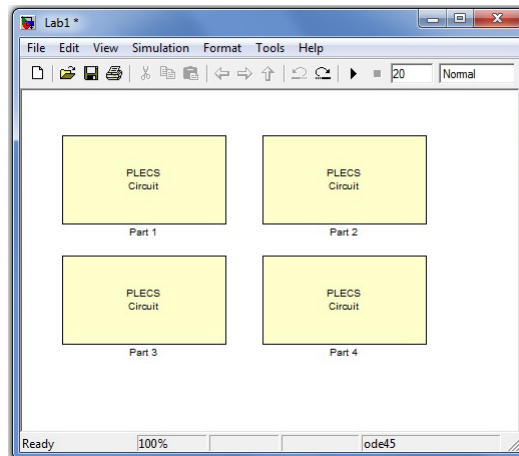 Lab1 *
File Edit View Simulation Format Tools Help
20 Normal
PLECS
Circuit
Part 1
PLECS
Circuit
Part 2
PLECS
Circuit
Part 3
PLECS
Circuit
Part 4
Ready 100% ode45